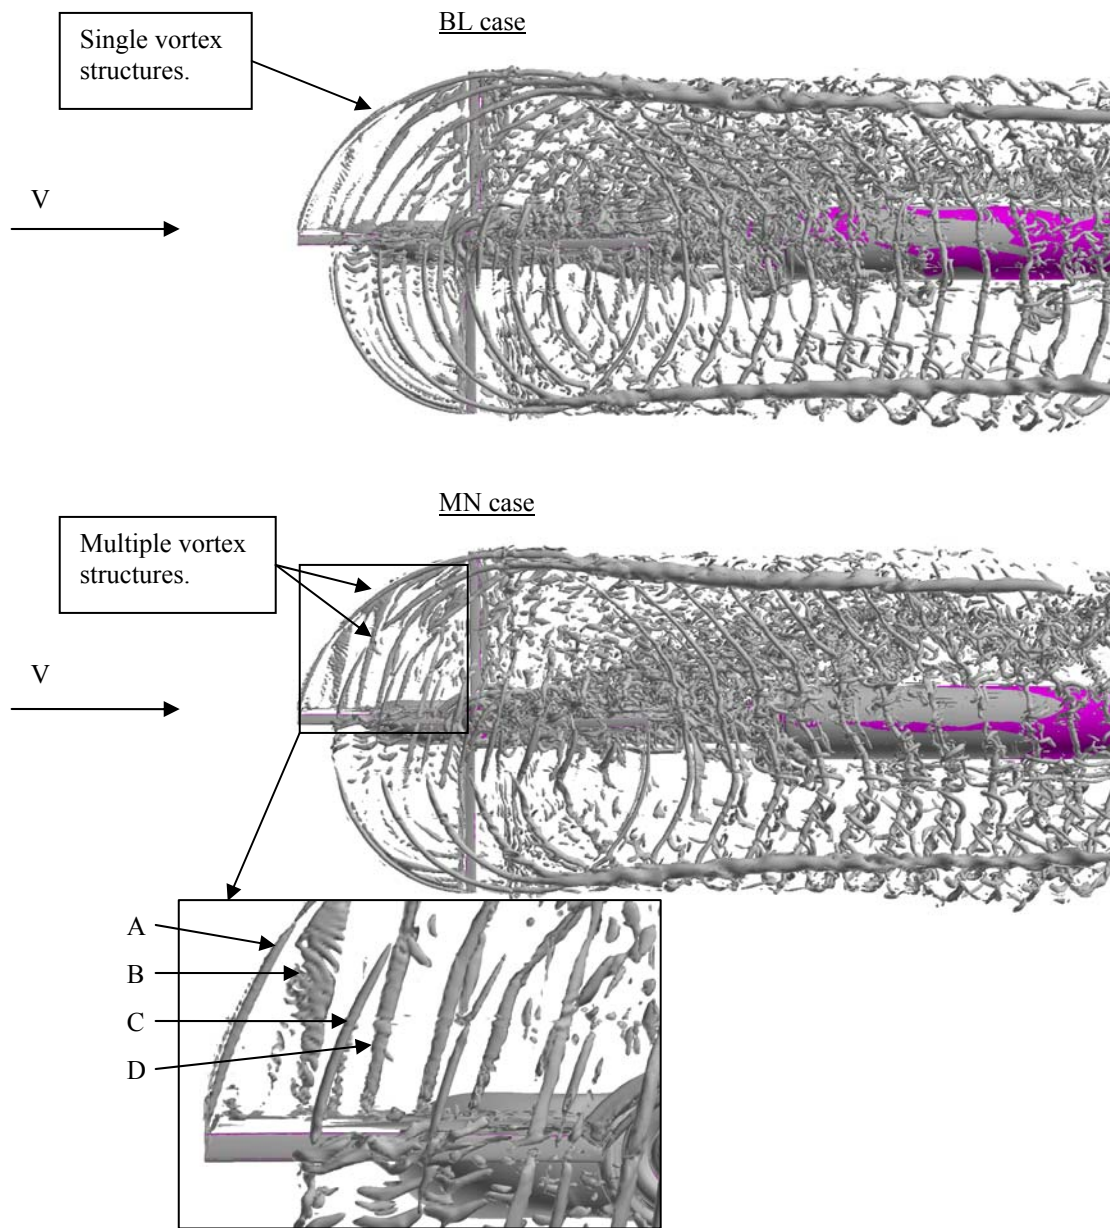 BL case
Single vortex
structures.
V
MN case
Multiple vortex
structures.
V
A
B
C
D